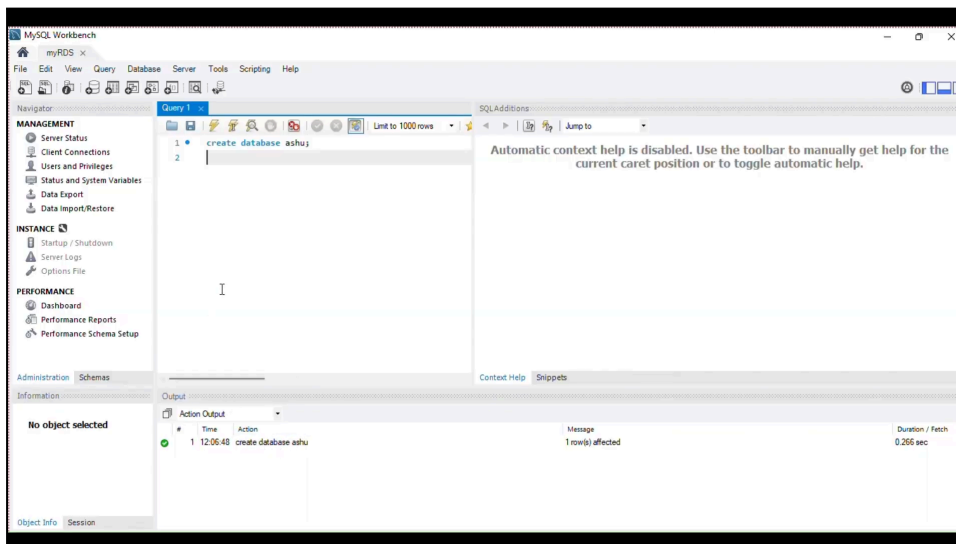 MySQL Workbench
myRDS ×
File Edit View Query Database Server Tools Scripting Help
Navigator
MANAGEMENT
Server Status
Client Connections
Users and Privileges
Status and System Variables
Data Export
Data Import/Restore
INSTANCE
Startup / Shutdown
Server Logs
Options File
PERFORMANCE
Dashboard
Performance Reports
Performance Schema Setup
Administration Schemas
Query 1 ×
Limit to 1000 rows
1 create database ashu;
2
SQLAdditions
Jump to
Automatic context help is disabled. Use the toolbar to manually get help for the
current caret position or to toggle automatic help.
Context Help Snippets
Information
No object selected
Object Info Session
Output
Action Output
# Time Action Message Duration / Fetch
1 12:06:48 create database ashu 1 row(s) affected 0.266 sec